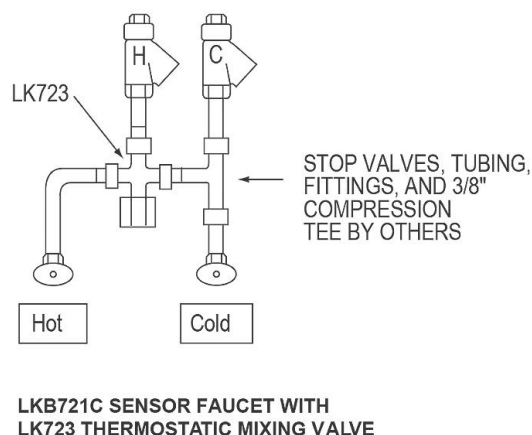 H
C
LK723
STOP VALVES, TUBING,
FITTINGS, AND 3/8"
COMPRESSION
TEE BY OTHERS
Hot
Cold
LKB721C SENSOR FAUCET WITH
LK723 THERMOSTATIC MIXING VALVE